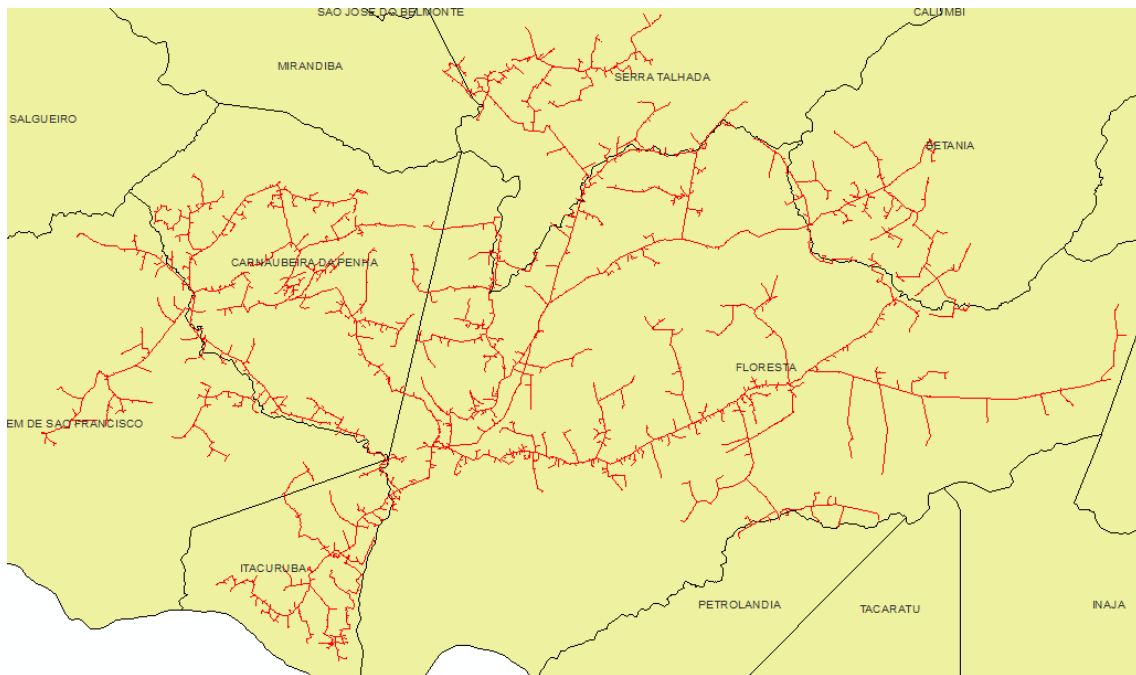 SAO JOSE DO BELMONTE
CALUMBI
MIRANDIBA
SERRA TALHADA
SALGUEIRO
BETANIA
CARNAUBEIRA DA PENHA
FLORESTA
EM DE SAO FRANCISCO
ITACURUBA
PETROLANDIA
TACARATU
INAJA